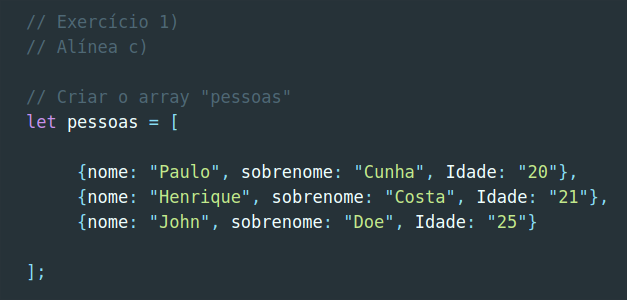 // Exercício 1)
// Alínea c)
// Criar o array "pessoas"
let pessoas = [
{nome: "Paulo", sobrenome: "Cunha", Idade: "20"},
{nome: "Henrique", sobrenome: "Costa", Idade: "21"},
{nome: "John", sobrenome: "Doe", Idade: "25"}
];